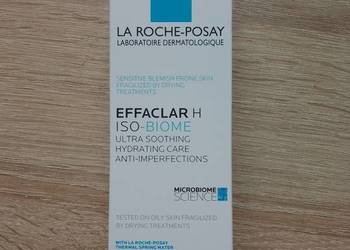 LA ROCHE-POSAY
LABORATOIRE DERMATOLOGIQUE
SENSITIVE BLEMISH PRONE SKIN
FRAGILIZED BY DRYING
TREATMENTS
EFFACLAR H
ISO-BIOME
ULTRA SOOTHING
HYDRATING CARE
ANTI-IMPERFECTIONS
MICROBIOME
SCIENCE
TESTED ON OILY SKIN FRAGILIZED
BY DRYING TREATMENTS
WITH LA ROCHE-POSAY
THERMAL SPRING WATER